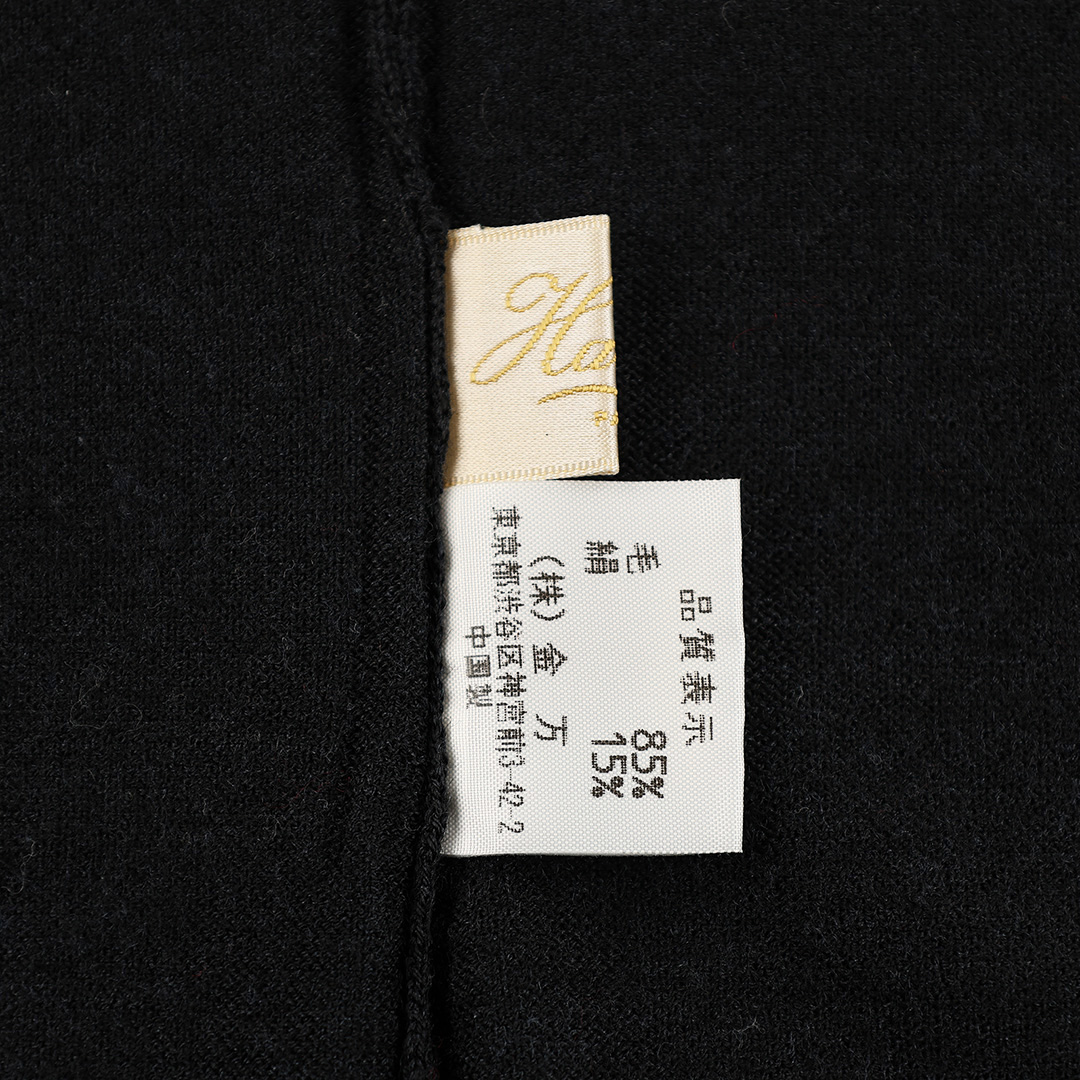 品質表示
毛 85%
絹 15%
(株)金万
東京都渋谷区神宮前3-42-2
中国製